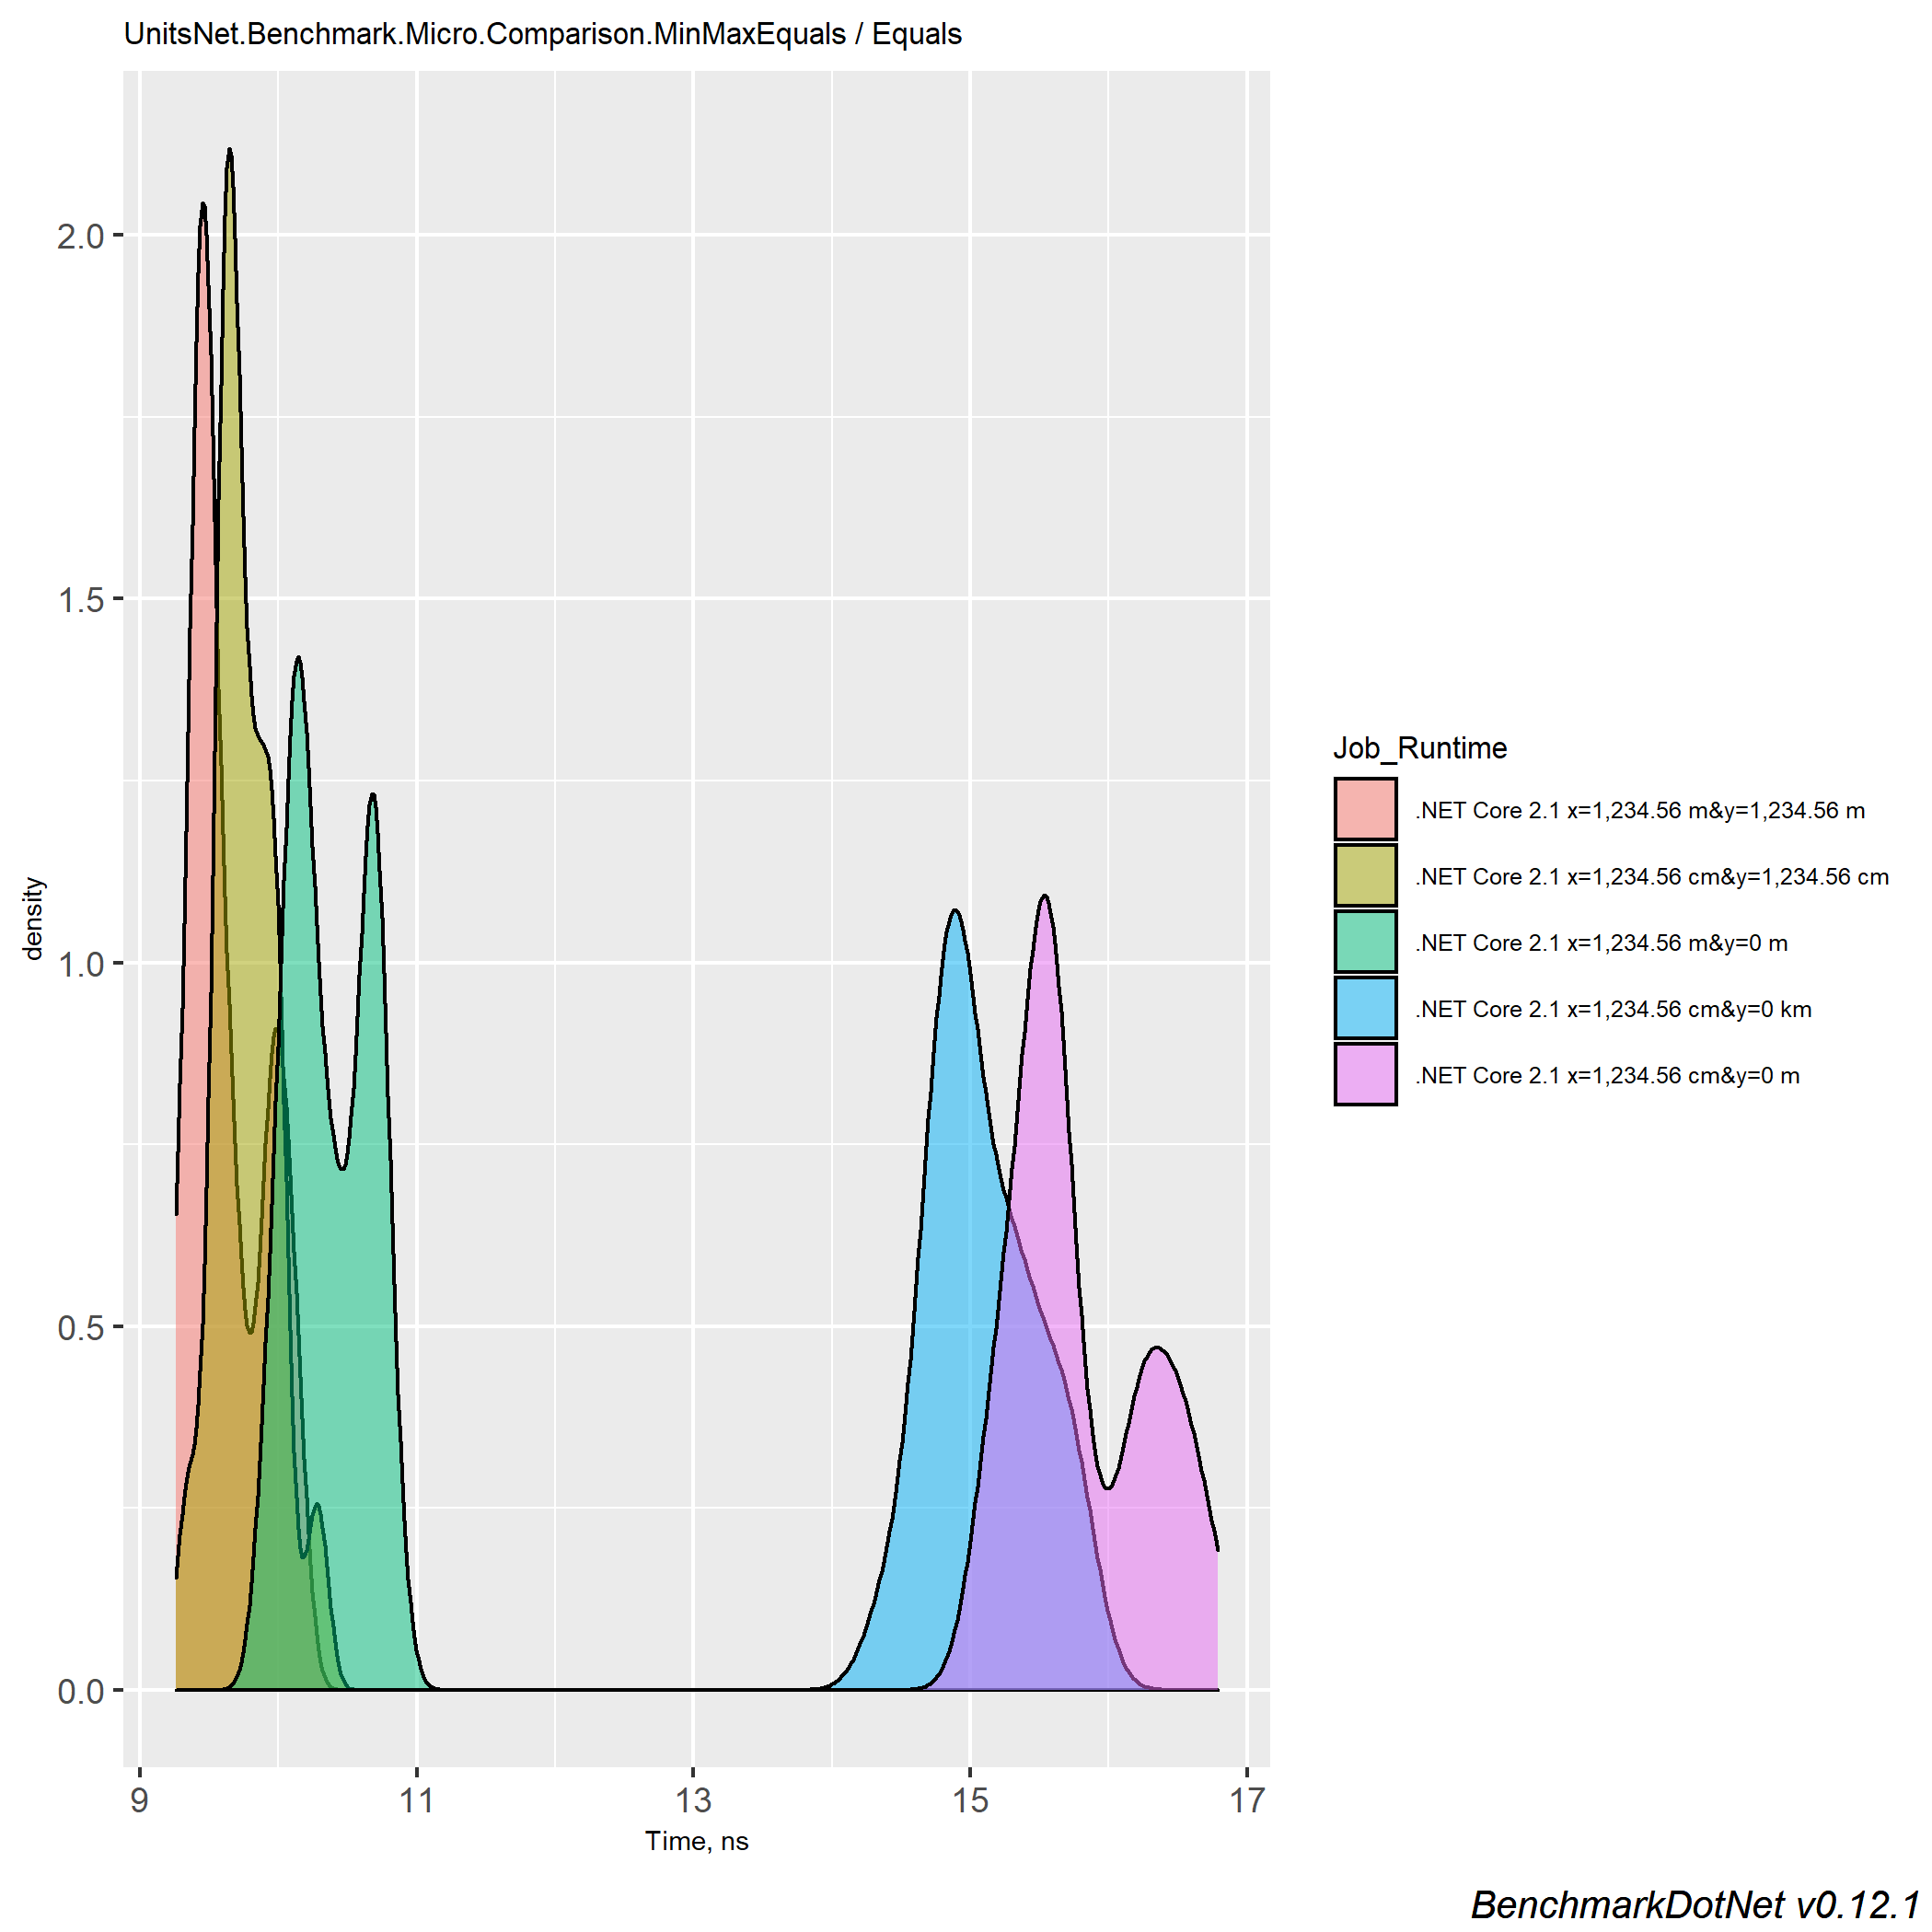 UnitsNet.Benchmark.Micro.Comparison.MinMaxEquals / Equals
2.0
1.5
1.0
0.5
0.0
density
9
11
13
15
17
Time, ns
Job_Runtime
.NET Core 2.1 x=1,234.56 m&y=1,234.56 m
.NET Core 2.1 x=1,234.56 cm&y=1,234.56 cm
.NET Core 2.1 x=1,234.56 m&y=0 m
.NET Core 2.1 x=1,234.56 cm&y=0 km
.NET Core 2.1 x=1,234.56 cm&y=0 m
BenchmarkDotNet v0.12.1